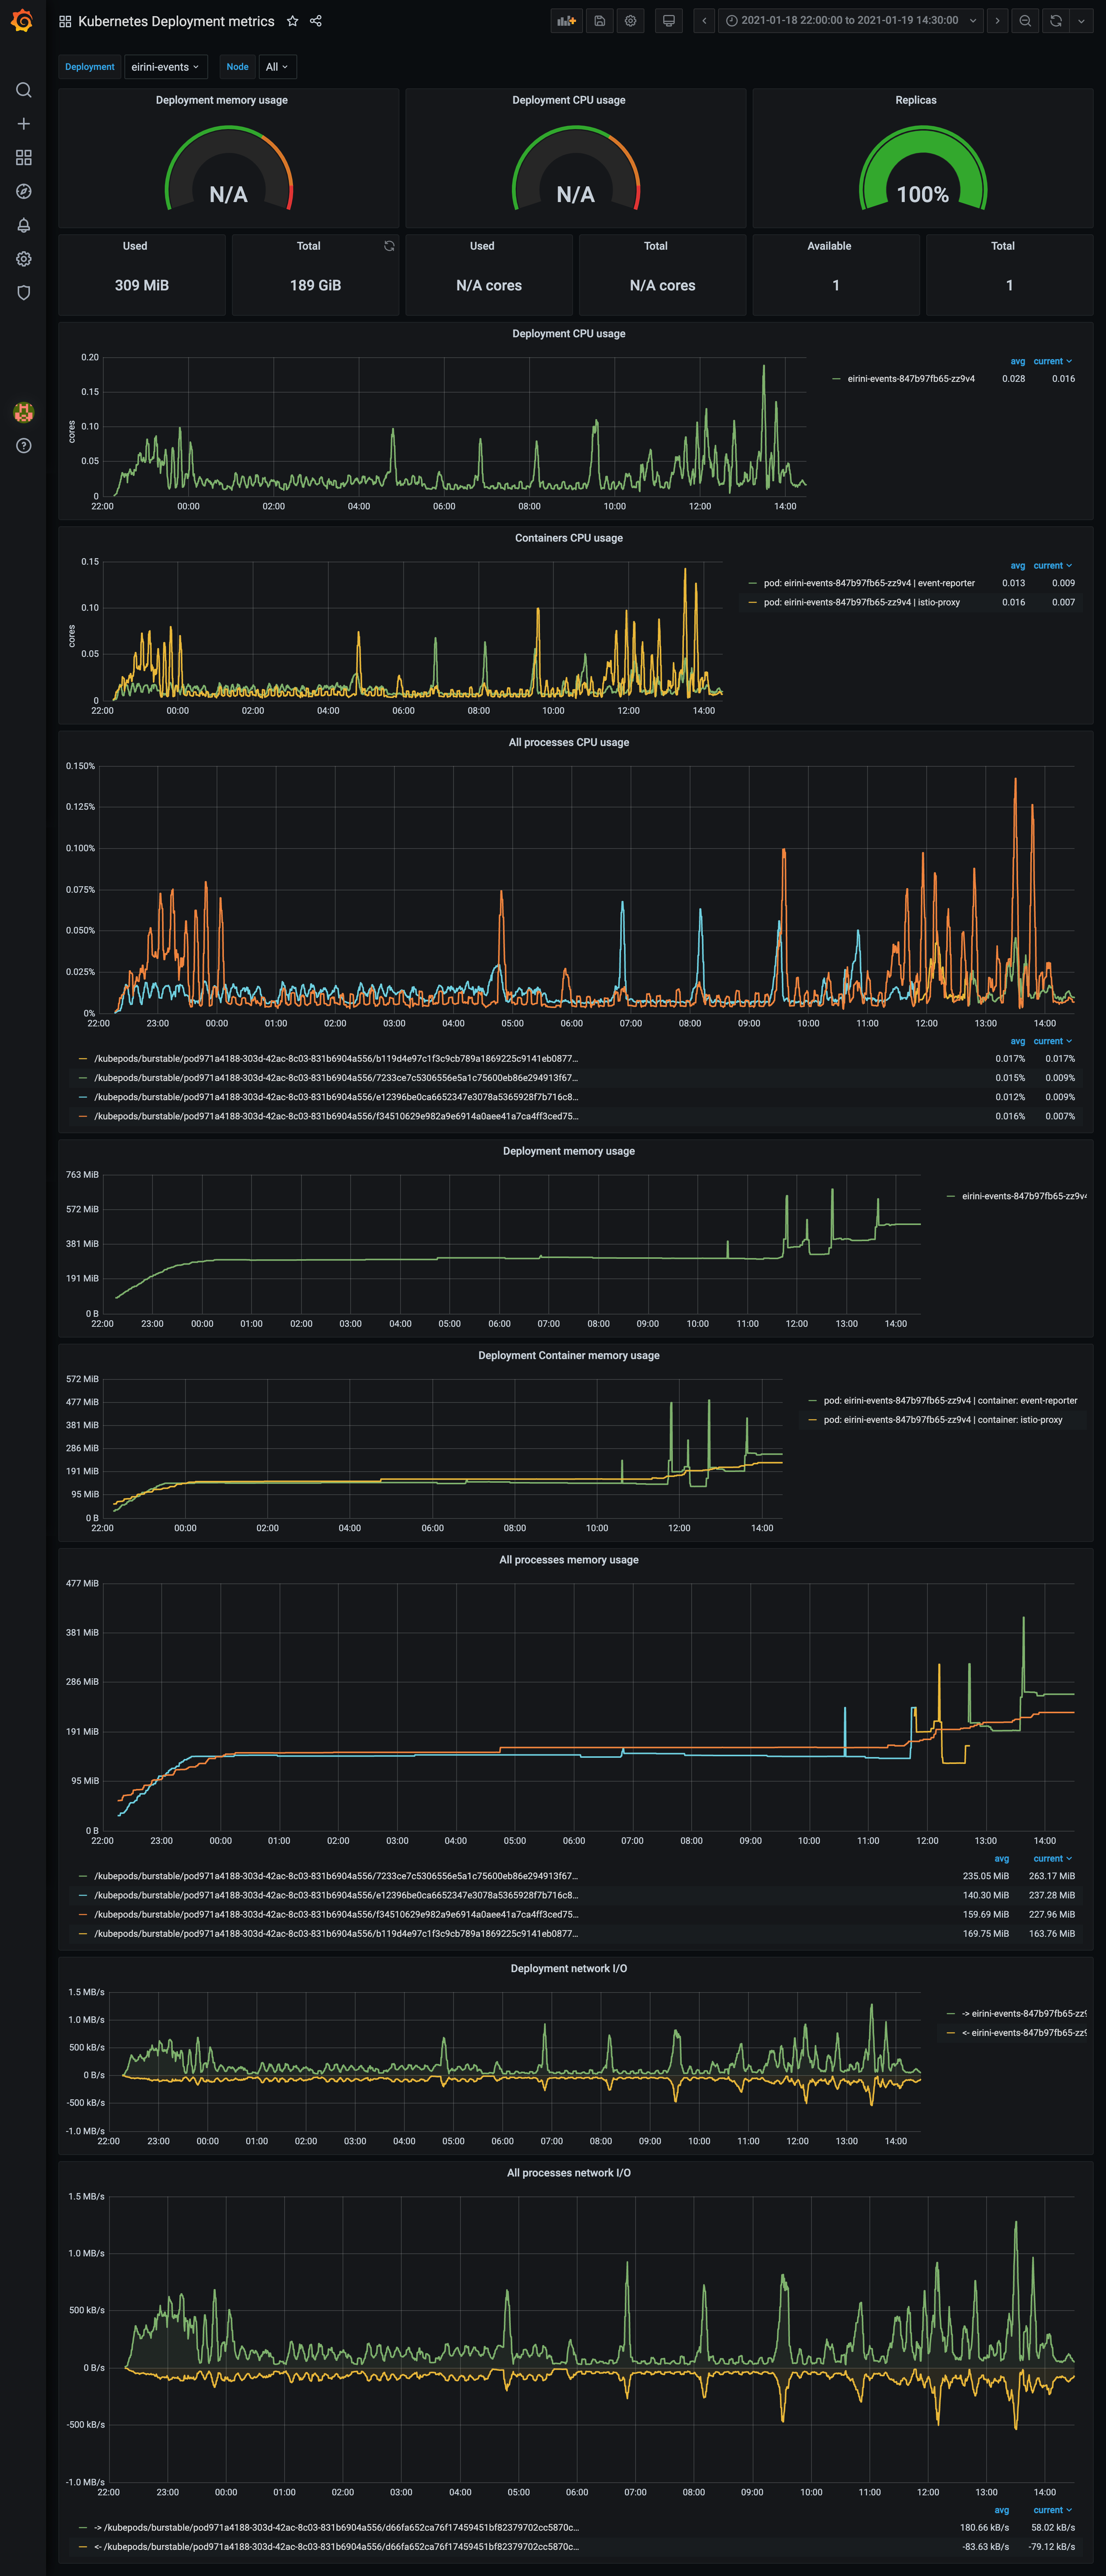 Kubernetes Deployment metrics
2021-01-18 22:00:00 to 2021-01-19 14:30:00
Deployment eirini-events Node All
Deployment memory usage Deployment CPU usage Replicas
N/A N/A 100%
Used Total Used Total Available Total
309 MiB 189 GiB N/A cores N/A cores 1 1
Deployment CPU usage
avg current
eirini-events-847b97fb65-zz9v4 0.028 0.016
cores
0.20
0.15
0.10
0.05
0
22:00 00:00 02:00 04:00 06:00 08:00 10:00 12:00 14:00
Containers CPU usage
avg current
pod: eirini-events-847b97fb65-zz9v4 | event-reporter 0.013 0.009
pod: eirini-events-847b97fb65-zz9v4 | istio-proxy 0.016 0.007
cores
0.15
0.10
0.05
0
22:00 00:00 02:00 04:00 06:00 08:00 10:00 12:00 14:00
All processes CPU usage
0.150%
0.125%
0.100%
0.075%
0.050%
0.025%
0%
22:00 23:00 00:00 01:00 02:00 03:00 04:00 05:00 06:00 07:00 08:00 09:00 10:00 11:00 12:00 13:00 14:00
avg current
/kubepods/burstable/pod971a4188-303d-42ac-8c03-831b6904a556/b119d4e97c1f3c9cb789a1869225c9141eb0877... 0.017% 0.017%
/kubepods/burstable/pod971a4188-303d-42ac-8c03-831b6904a556/7233ce7c5306556e5a1c75600eb86e294913f67... 0.015% 0.009%
/kubepods/burstable/pod971a4188-303d-42ac-8c03-831b6904a556/e12396be0ca6652347e3078a5365928f7b716c8... 0.012% 0.009%
/kubepods/burstable/pod971a4188-303d-42ac-8c03-831b6904a556/f34510629e982a9e6914a0aee41a7ca4ff3ced75... 0.016% 0.007%
Deployment memory usage
763 MiB
572 MiB
381 MiB
191 MiB
0 B
22:00 23:00 00:00 01:00 02:00 03:00 04:00 05:00 06:00 07:00 08:00 09:00 10:00 11:00 12:00 13:00 14:00
eirini-events-847b97fb65-zz9v4
Deployment Container memory usage
572 MiB
477 MiB
381 MiB
286 MiB
191 MiB
95 MiB
0 B
22:00 00:00 02:00 04:00 06:00 08:00 10:00 12:00 14:00
pod: eirini-events-847b97fb65-zz9v4 | container: event-reporter
pod: eirini-events-847b97fb65-zz9v4 | container: istio-proxy
All processes memory usage
477 MiB
381 MiB
286 MiB
191 MiB
95 MiB
0 B
22:00 23:00 00:00 01:00 02:00 03:00 04:00 05:00 06:00 07:00 08:00 09:00 10:00 11:00 12:00 13:00 14:00
avg current
/kubepods/burstable/pod971a4188-303d-42ac-8c03-831b6904a556/7233ce7c5306556e5a1c75600eb86e294913f67... 235.05 MiB 263.17 MiB
/kubepods/burstable/pod971a4188-303d-42ac-8c03-831b6904a556/e12396be0ca6652347e3078a5365928f7b716c8... 140.30 MiB 237.28 MiB
/kubepods/burstable/pod971a4188-303d-42ac-8c03-831b6904a556/f34510629e982a9e6914a0aee41a7ca4ff3ced75... 159.69 MiB 227.96 MiB
/kubepods/burstable/pod971a4188-303d-42ac-8c03-831b6904a556/b119d4e97c1f3c9cb789a1869225c9141eb0877... 169.75 MiB 163.76 MiB
Deployment network I/O
1.5 MB/s
1.0 MB/s
500 kB/s
0 B/s
-500 kB/s
-1.0 MB/s
22:00 23:00 00:00 01:00 02:00 03:00 04:00 05:00 06:00 07:00 08:00 09:00 10:00 11:00 12:00 13:00 14:00
-> eirini-events-847b97fb65-zz9
<- eirini-events-847b97fb65-zz9
All processes network I/O
1.5 MB/s
1.0 MB/s
500 kB/s
0 B/s
-500 kB/s
-1.0 MB/s
22:00 23:00 00:00 01:00 02:00 03:00 04:00 05:00 06:00 07:00 08:00 09:00 10:00 11:00 12:00 13:00 14:00
avg current
-> /kubepods/burstable/pod971a4188-303d-42ac-8c03-831b6904a556/d66fa652ca76f17459451bf82379702cc5870c... 180.66 kB/s 58.02 kB/s
<- /kubepods/burstable/pod971a4188-303d-42ac-8c03-831b6904a556/d66fa652ca76f17459451bf82379702cc5870c... -83.63 kB/s -79.12 kB/s